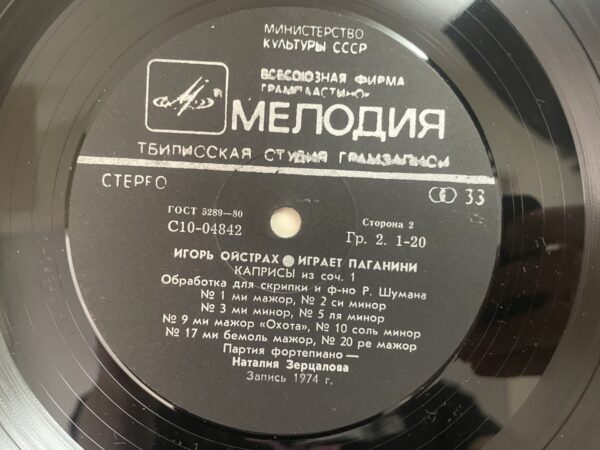 МИНИСТЕРСТВО
КУЛЬТУРЫ СССР
ВСЕСОЮЗНАЯ ФИРМА
ГРАМПЛАСТИНОК
МЕЛОДИЯ
ТБИЛИССКАЯ СТУДИЯ ГРАМЗАПИСИ
СТЕРЕО
33
ГОСТ 5289—80
С10-04842
Сторона 2
Гр. 2. 1-20
ИГОРЬ ОЙСТРАХ ИГРАЕТ ПАГАНИНИ
КАПРИСЫ из соч. 1
Обработка для скрипки и ф-но Р. Шумана
№ 1 ми мажор, № 2 си минор
№ 3 ми минор, № 5 ля минор
№ 9 ми мажор «Охота», № 10 соль минор
№ 17 ми бемоль мажор, № 20 ре мажор
Партия фортепиано—
Наталия Зерцалова
Запись 1974 г.